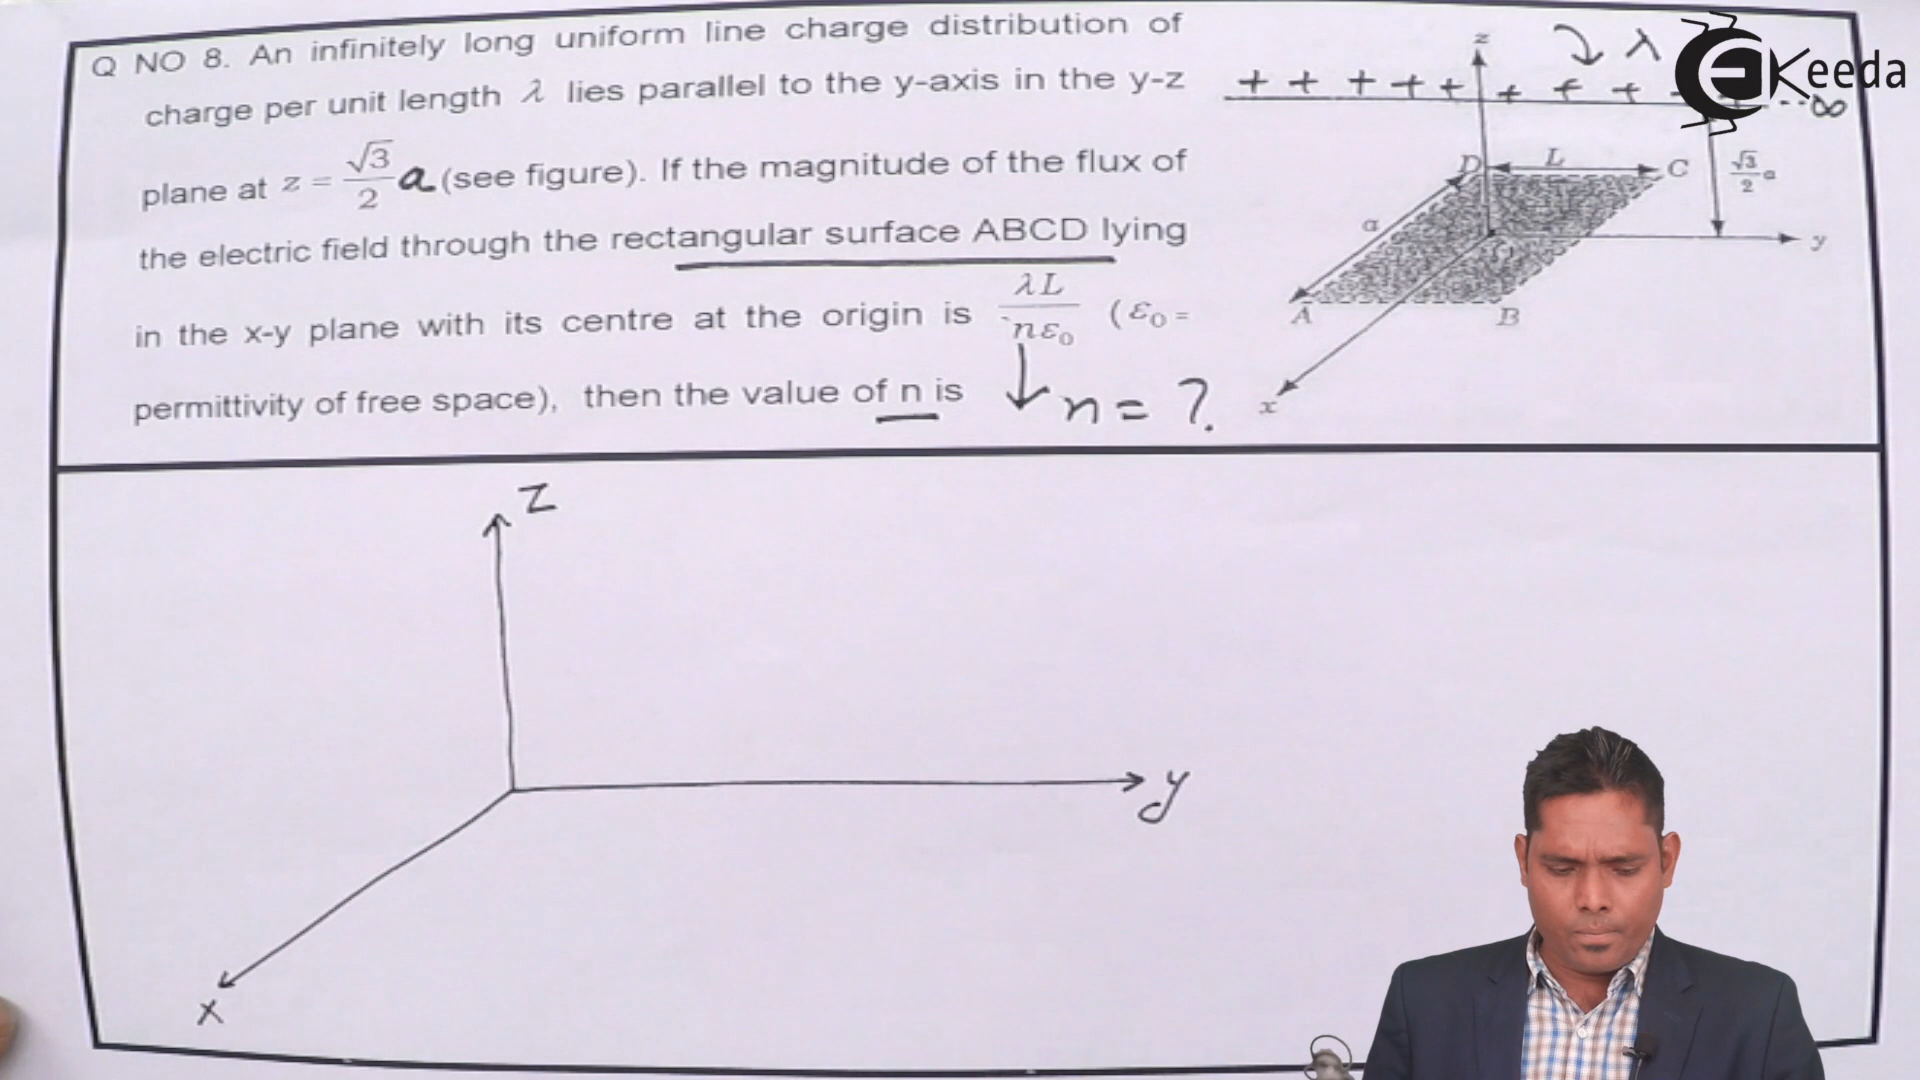 Q NO 8. An infinitely long uniform line charge distribution of
charge per unit length λ lies parallel to the y-axis in the y-z
plane at z = √3/2 a (see figure). If the magnitude of the flux of
the electric field through the rectangular surface ABCD lying
in the x-y plane with its centre at the origin is λL/nε₀ (ε₀ =
permittivity of free space), then the value of n is
n = ?
z
λ
EKeeda
+ + + + + + + + ∞
D L C
√3/2 a
a
y
A B
x
Z
y
x